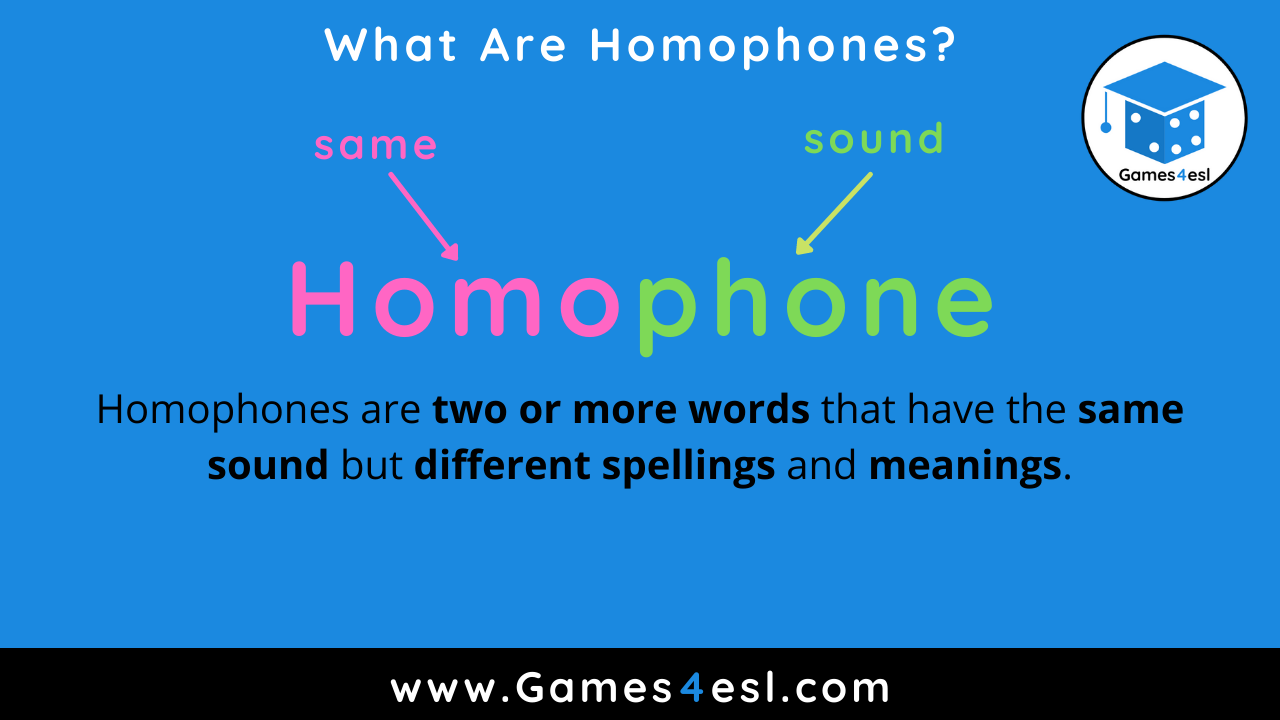 What Are Homophones?
same
sound
Games4esl
Homophone
Homophones are two or more words that have the same
sound but different spellings and meanings.
www.Games4esl.com